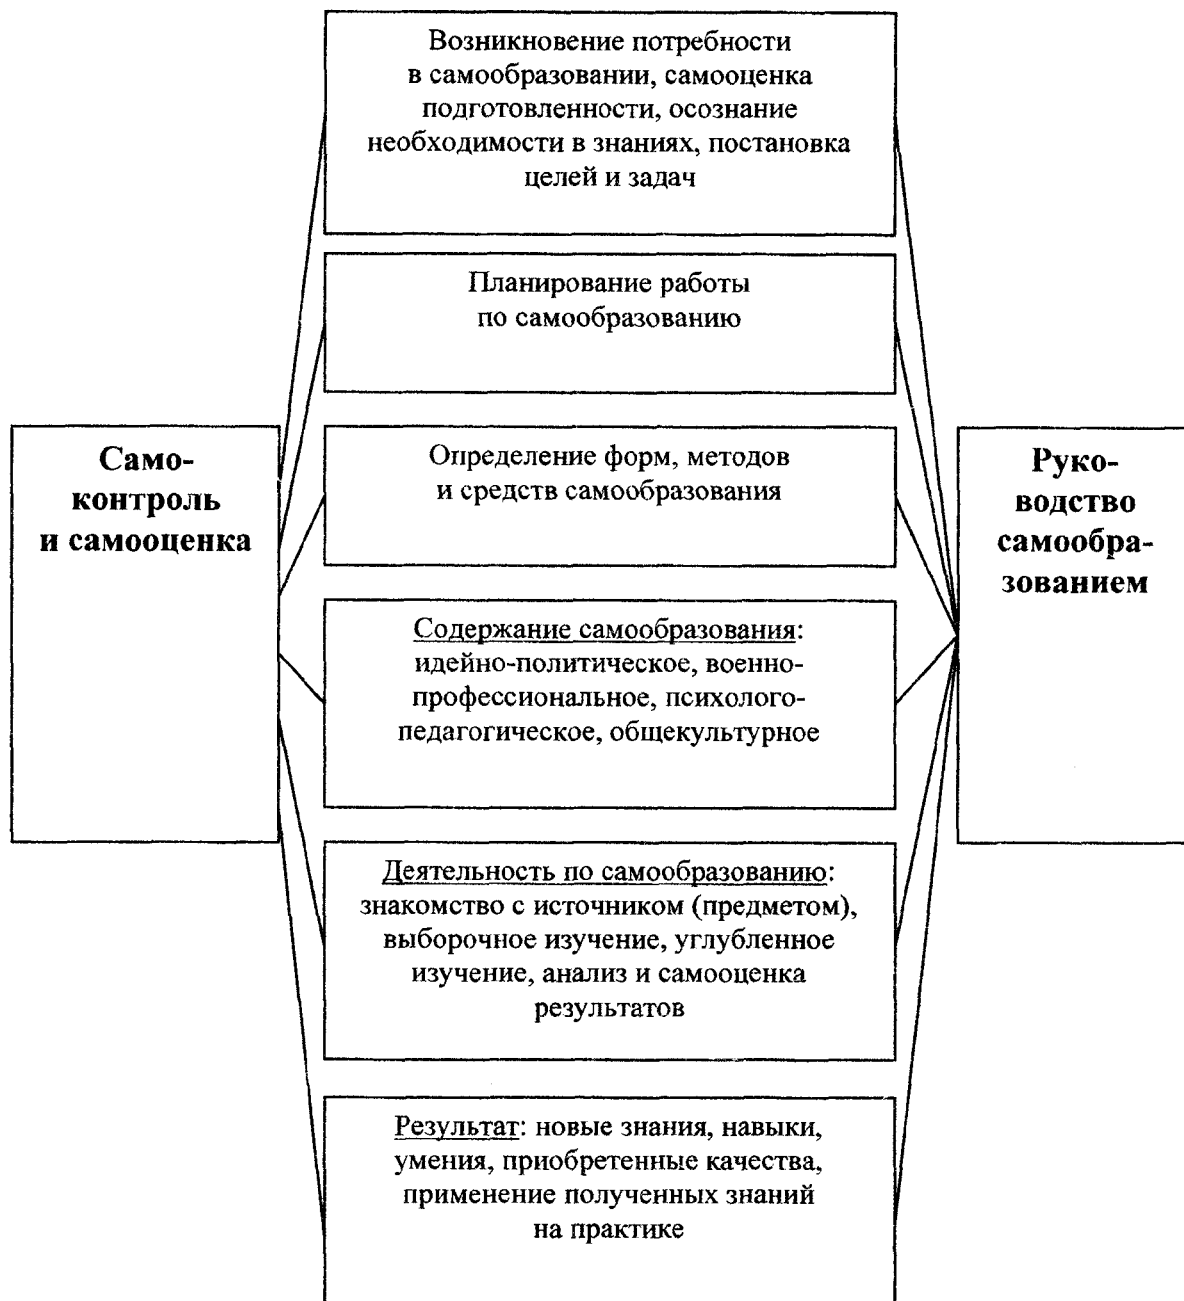 Возникновение потребности
в самообразовании, самооценка
подготовленности, осознание
необходимости в знаниях, постановка
целей и задач
Планирование работы
по самообразованию
Само-
контроль
и самооценка
Определение форм, методов
и средств самообразования
Руко-
водство
самообра-
зованием
Содержание самообразования:
идейно-политическое, военно-
профессиональное, психолого-
педагогическое, общекультурное
Деятельность по самообразованию:
знакомство с источником (предметом),
выборочное изучение, углубленное
изучение, анализ и самооценка
результатов
Результат: новые знания, навыки,
умения, приобретенные качества,
применение полученных знаний
на практике